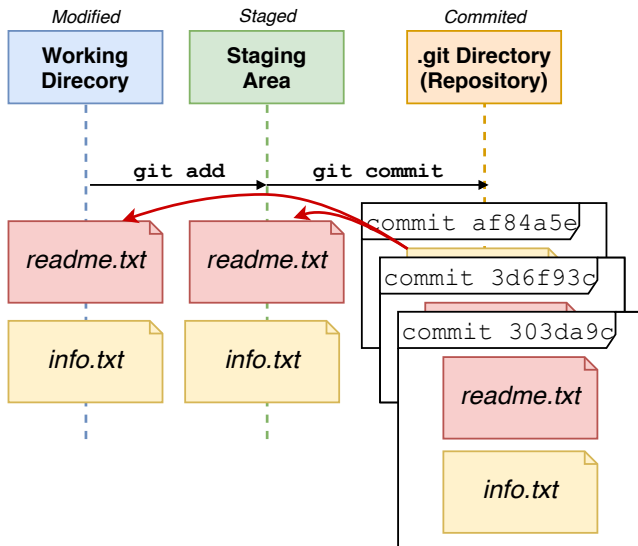 Modified
Staged
Commited
Working
Direcory
Staging
Area
.git Directory
(Repository)
git add
git commit
commit af84a5e
readme.txt
readme.txt
commit 3d6f93c
info.txt
info.txt
commit 303da9c
readme.txt
info.txt